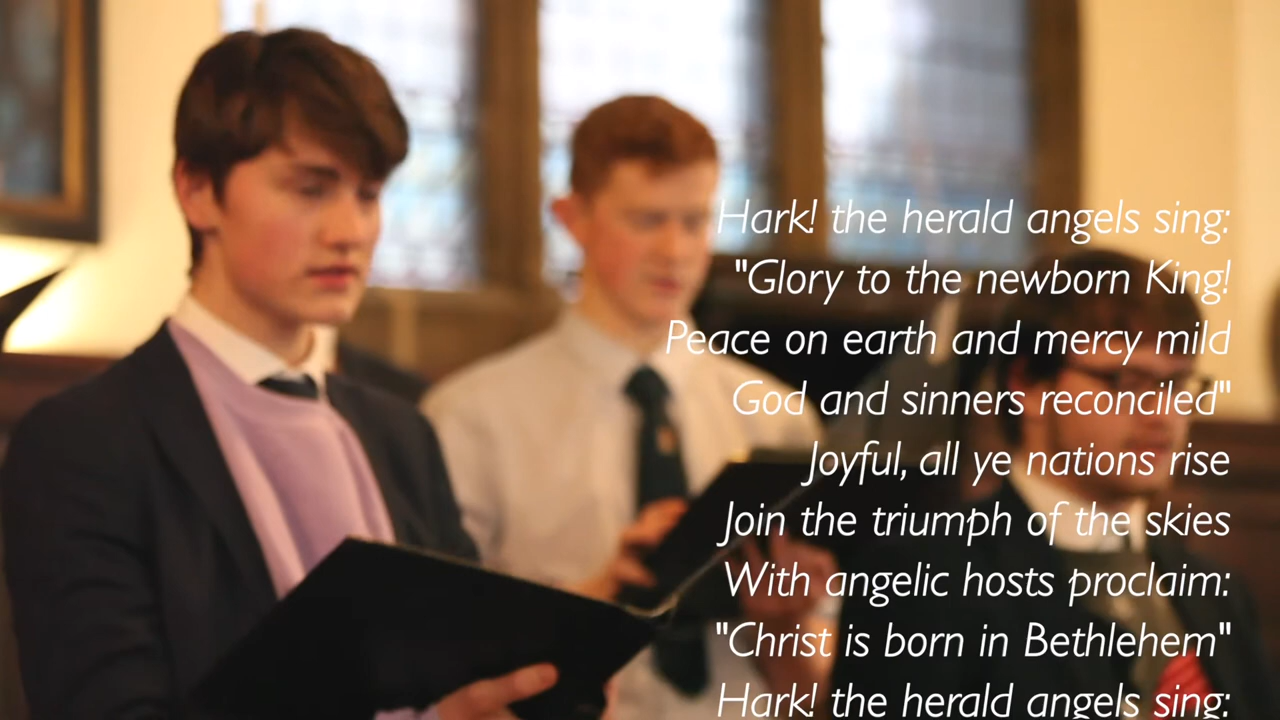 Hark! the herald angels sing:
"Glory to the newborn King!
Peace on earth and mercy mild
God and sinners reconciled"
Joyful, all ye nations rise
Join the triumph of the skies
With angelic hosts proclaim:
"Christ is born in Bethlehem"
Hark! the herald angels sing: